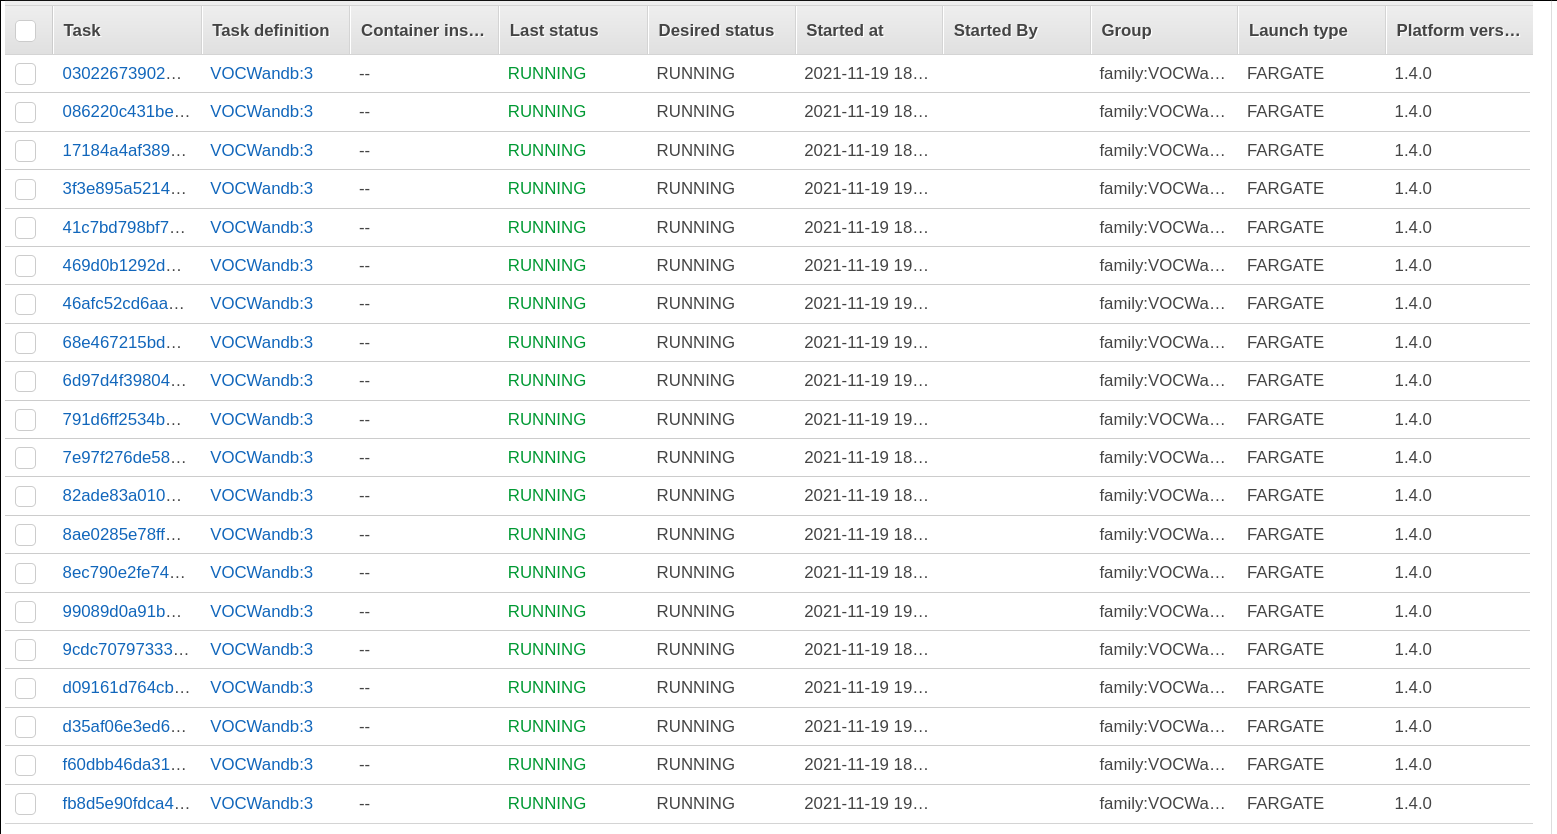 Task Task definition Container ins… Last status Desired status Started at Started By Group Launch type Platform vers…
03022673902… VOCWandb:3 -- RUNNING RUNNING 2021-11-19 18… family:VOCWa… FARGATE 1.4.0
086220c431be… VOCWandb:3 -- RUNNING RUNNING 2021-11-19 18… family:VOCWa… FARGATE 1.4.0
17184a4af389… VOCWandb:3 -- RUNNING RUNNING 2021-11-19 18… family:VOCWa… FARGATE 1.4.0
3f3e895a5214… VOCWandb:3 -- RUNNING RUNNING 2021-11-19 19… family:VOCWa… FARGATE 1.4.0
41c7bd798bf7… VOCWandb:3 -- RUNNING RUNNING 2021-11-19 18… family:VOCWa… FARGATE 1.4.0
469d0b1292d… VOCWandb:3 -- RUNNING RUNNING 2021-11-19 19… family:VOCWa… FARGATE 1.4.0
46afc52cd6aa… VOCWandb:3 -- RUNNING RUNNING 2021-11-19 19… family:VOCWa… FARGATE 1.4.0
68e467215bd… VOCWandb:3 -- RUNNING RUNNING 2021-11-19 19… family:VOCWa… FARGATE 1.4.0
6d97d4f39804… VOCWandb:3 -- RUNNING RUNNING 2021-11-19 19… family:VOCWa… FARGATE 1.4.0
791d6ff2534b… VOCWandb:3 -- RUNNING RUNNING 2021-11-19 19… family:VOCWa… FARGATE 1.4.0
7e97f276de58… VOCWandb:3 -- RUNNING RUNNING 2021-11-19 18… family:VOCWa… FARGATE 1.4.0
82ade83a010… VOCWandb:3 -- RUNNING RUNNING 2021-11-19 18… family:VOCWa… FARGATE 1.4.0
8ae0285e78ff… VOCWandb:3 -- RUNNING RUNNING 2021-11-19 18… family:VOCWa… FARGATE 1.4.0
8ec790e2fe74… VOCWandb:3 -- RUNNING RUNNING 2021-11-19 18… family:VOCWa… FARGATE 1.4.0
99089d0a91b… VOCWandb:3 -- RUNNING RUNNING 2021-11-19 19… family:VOCWa… FARGATE 1.4.0
9cdc70797333… VOCWandb:3 -- RUNNING RUNNING 2021-11-19 18… family:VOCWa… FARGATE 1.4.0
d09161d764cb… VOCWandb:3 -- RUNNING RUNNING 2021-11-19 19… family:VOCWa… FARGATE 1.4.0
d35af06e3ed6… VOCWandb:3 -- RUNNING RUNNING 2021-11-19 19… family:VOCWa… FARGATE 1.4.0
f60dbb46da31… VOCWandb:3 -- RUNNING RUNNING 2021-11-19 18… family:VOCWa… FARGATE 1.4.0
fb8d5e90fdca4… VOCWandb:3 -- RUNNING RUNNING 2021-11-19 19… family:VOCWa… FARGATE 1.4.0